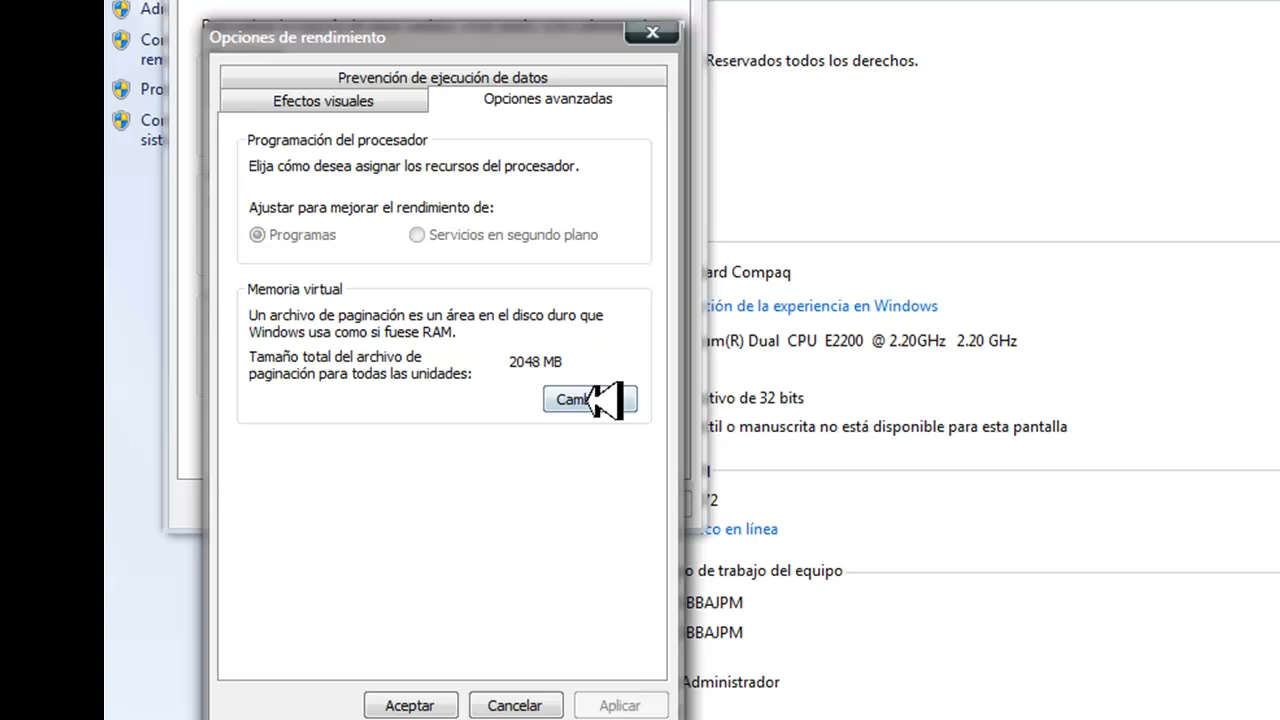 Opciones de rendimiento
Prevención de ejecución de datos
Efectos visuales
Opciones avanzadas
Programación del procesador
Elija cómo desea asignar los recursos del procesador.
Ajustar para mejorar el rendimiento de:
Programas
Servicios en segundo plano
Memoria virtual
Un archivo de paginación es un área en el disco duro que
Windows usa como si fuese RAM.
Tamaño total del archivo de
paginación para todas las unidades:
2048 MB
Aceptar
Cancelar
Aplicar
Reservados todos los derechos.
Compaq
de la experiencia en Windows
Dual CPU E2200 @ 2.20GHz 2.20 GHz
de 32 bits
o manuscrita no está disponible para esta pantalla
en línea
de trabajo del equipo
BBAJPM
BBAJPM
Administrador